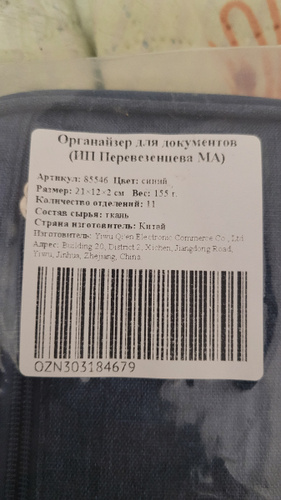 Органайзер для документов
(ИП Перевезенцева МА)
Артикул: 85546 Цвет: синий
Размер: 21×12×2 см Вес: 155 г.
Количество отделений: 11
Состав сырья: ткань
Страна изготовитель: Китай
Изготовитель: Yiwu Qi'en Electronic Commerce Co., Ltd
Адрес: Building 20, District 2, Xuchen, Jiangdong Road,
Yiwu, Jinhua, Zhejiang, China
OZN303184679